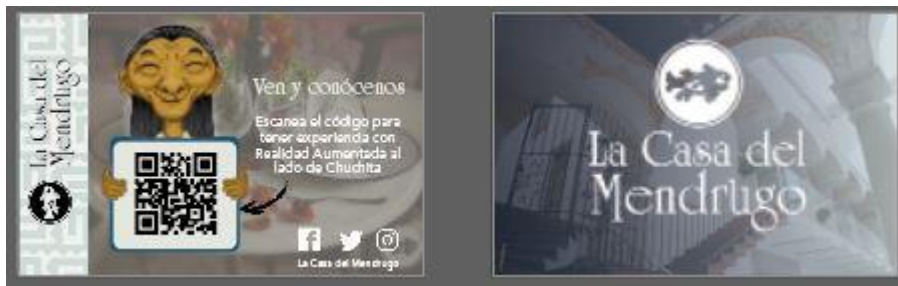 La Casa del
Mendrugo
Ven y conócenos
Escanea el código para
tener experiencia con
Realidad Aumentada al
lado de Chuchita
La Casa del Mendrugo
La Casa del
Mendrugo